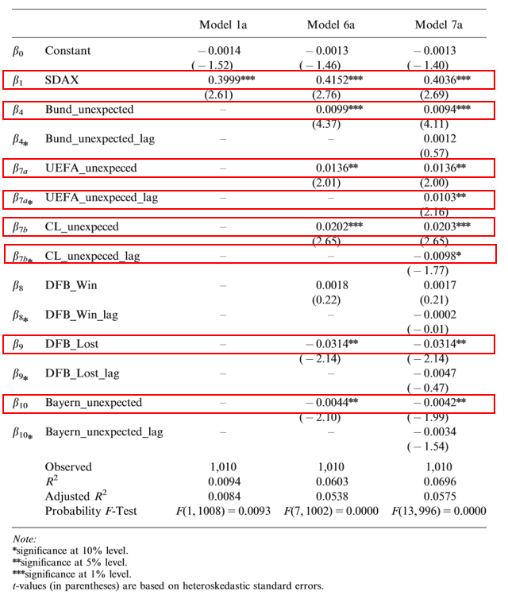 Model 1a Model 6a Model 7a
β0 Constant −0.0014 −0.0013 −0.0013
(−1.52) (−1.46) (−1.40)
β1 SDAX 0.3999*** 0.4152*** 0.4036***
(2.61) (2.76) (2.69)
β4 Bund_unexpected – 0.0099*** 0.0094***
(4.37) (4.11)
β4* Bund_unexpected_lag – – 0.0012
(0.57)
β7a UEFA_unexpeced – 0.0136** 0.0136**
(2.01) (2.00)
β7a* UEFA_unexpeced_lag – – 0.0103**
(2.16)
β7b CL_unexpeced – 0.0202*** 0.0203***
(2.65) (2.65)
β7b* CL_unexpeced_lag – – −0.0098*
(−1.77)
β8 DFB_Win – 0.0018 0.0017
(0.22) (0.21)
β8* DFB_Win_lag – – −0.0002
(−0.01)
β9 DFB_Lost – −0.0314** −0.0314**
(−2.14) (−2.14)
β9* DFB_Lost_lag – – −0.0047
(−0.47)
β10 Bayern_unexpected – −0.0044** −0.0042**
(−2.10) (−1.99)
β10* Bayern_unexpected_lag – – −0.0034
(−1.54)
Observed 1,010 1,010 1,010
R2 0.0094 0.0603 0.0696
Adjusted R2 0.0084 0.0538 0.0575
Probability F-Test F(1, 1008) = 0.0093 F(7, 1002) = 0.0000 F(13, 996) = 0.0000
Note:
*significance at 10% level.
**significance at 5% level.
***significance at 1% level.
t-values (in parentheses) are based on heteroskedastic standard errors.